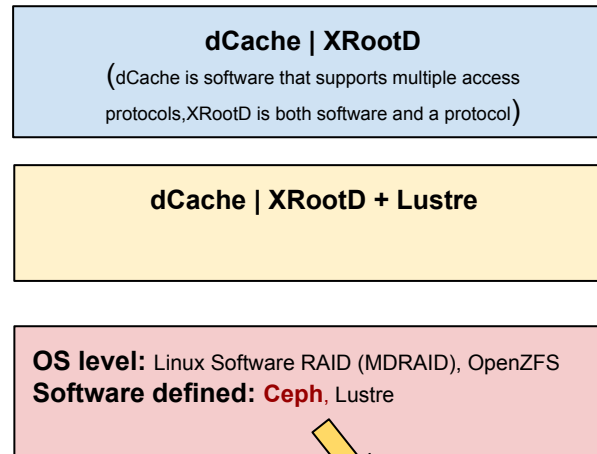 dCache | XRootD
(dCache is software that supports multiple access
protocols,XRootD is both software and a protocol)
dCache | XRootD + Lustre
OS level: Linux Software RAID (MDRAID), OpenZFS
Software defined: Ceph, Lustre